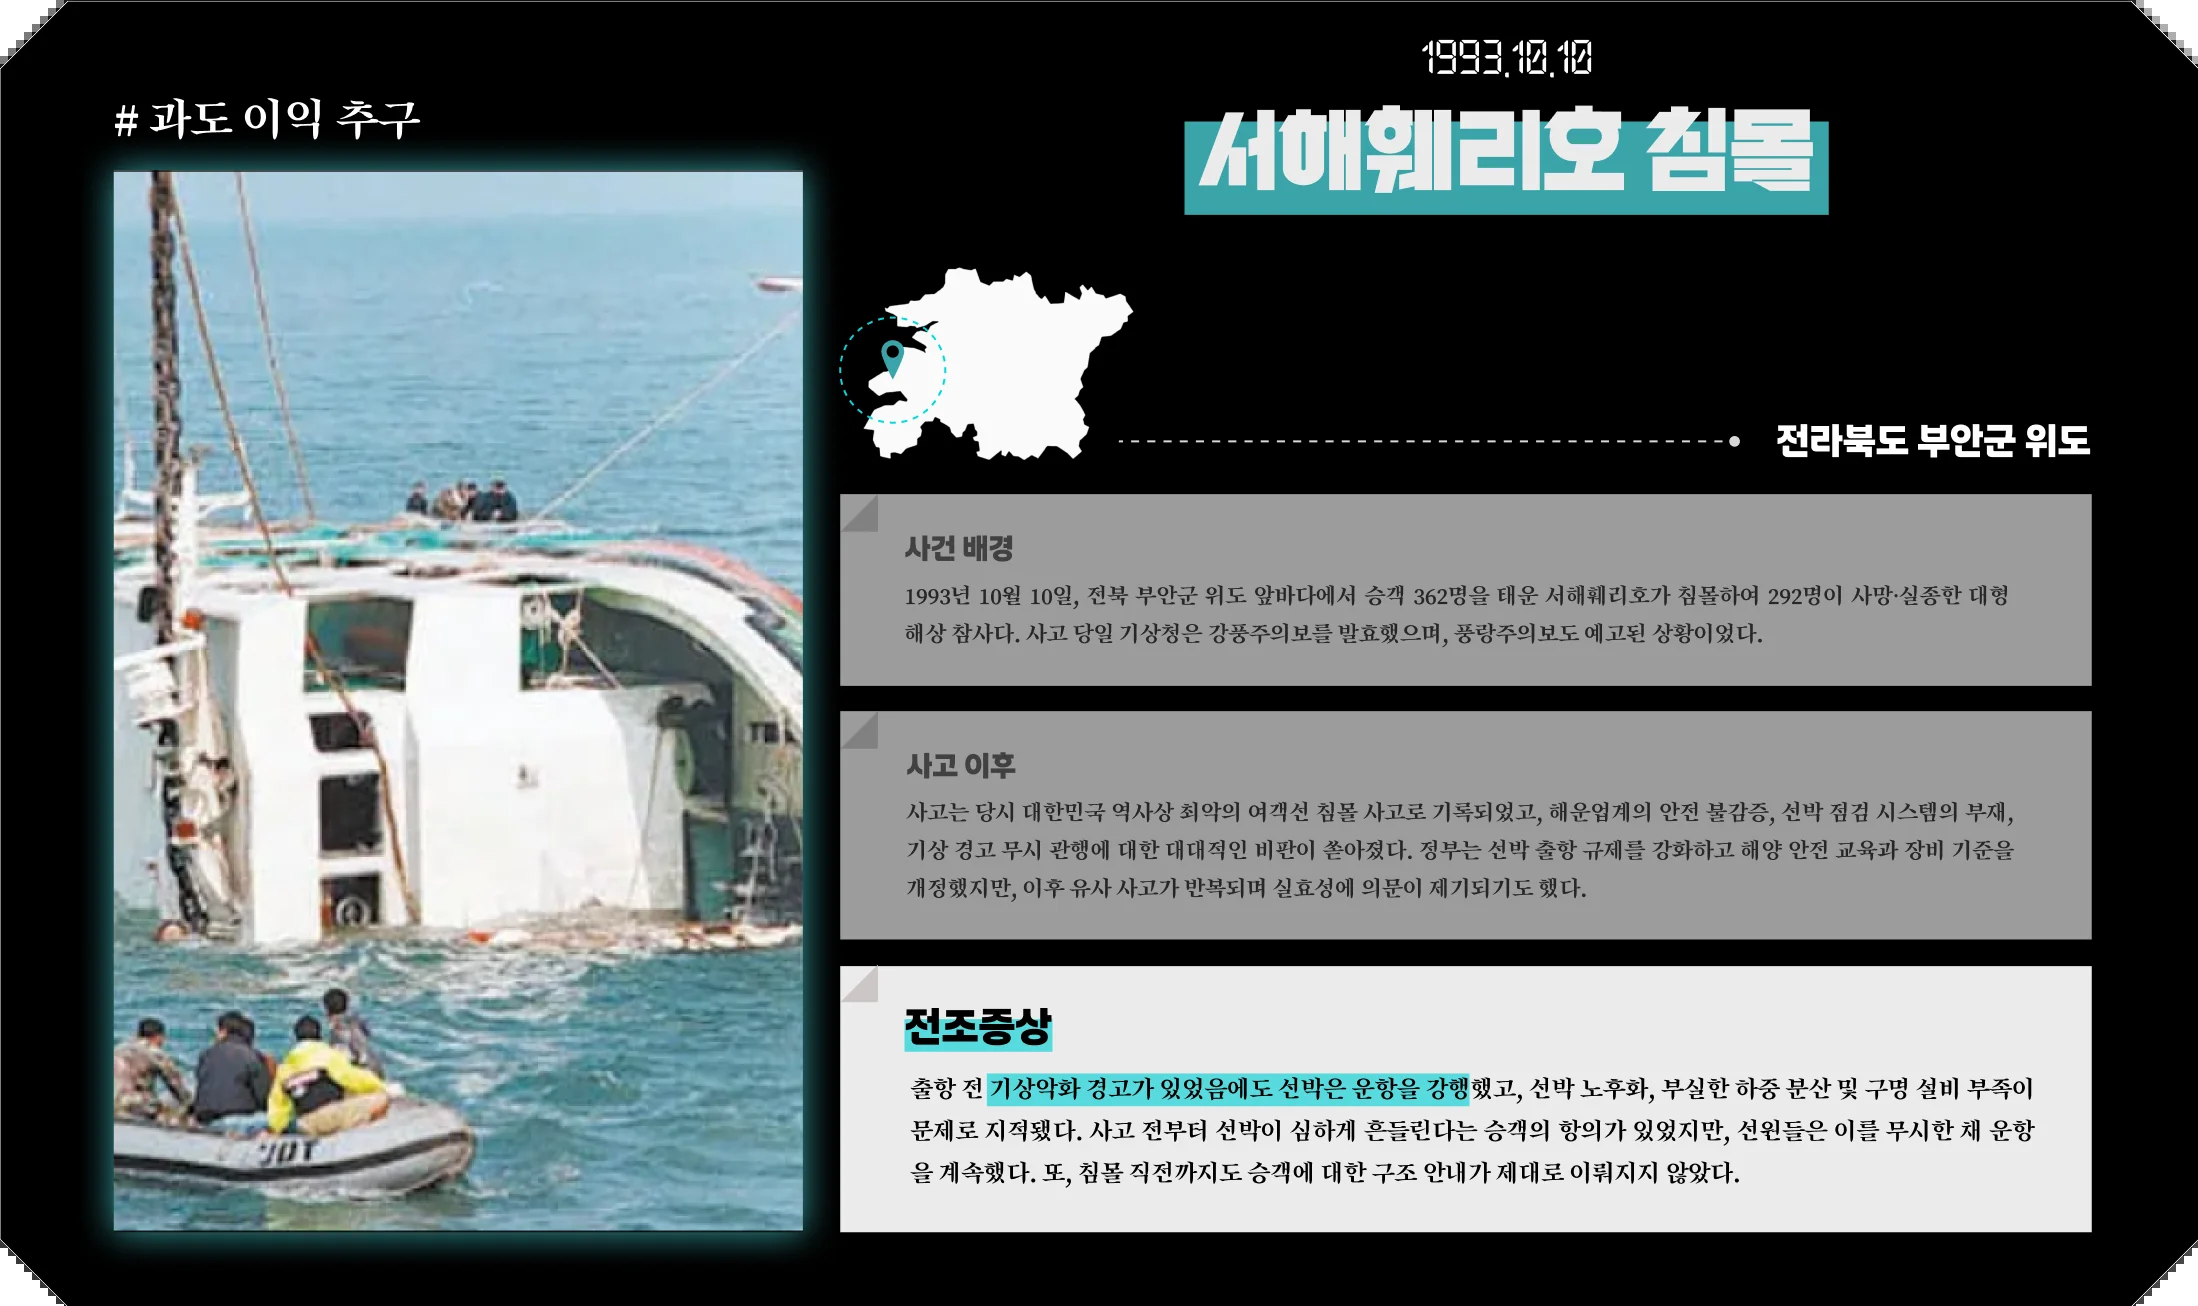 1993.10.10
# 과도 이익 추구
서해훼리호 침몰
전라북도 부안군 위도
사건 배경
1993년 10월 10일, 전북 부안군 위도 앞바다에서 승객 362명을 태운 서해훼리호가 침몰하여 292명이 사망·실종한 대형
해상 참사다. 사고 당일 기상청은 강풍주의보를 발효했으며, 풍랑주의보도 예고된 상황이었다.
사고 이후
사고는 당시 대한민국 역사상 최악의 여객선 침몰 사고로 기록되었고, 해운업계의 안전 불감증, 선박 점검 시스템의 부재,
기상 경고 무시 관행에 대한 대대적인 비판이 쏟아졌다. 정부는 선박 출항 규제를 강화하고 해양 안전 교육과 장비 기준을
개정했지만, 이후 유사 사고가 반복되며 실효성에 의문이 제기되기도 했다.
전조증상
출항 전 기상악화 경고가 있었음에도 선박은 운항을 강행했고, 선박 노후화, 부실한 하중 분산 및 구명 설비 부족이
문제로 지적됐다. 사고 전부터 선박이 심하게 흔들린다는 승객의 항의가 있었지만, 선원들은 이를 무시한 채 운항
을 계속했다. 또, 침몰 직전까지도 승객에 대한 구조 안내가 제대로 이뤄지지 않았다.